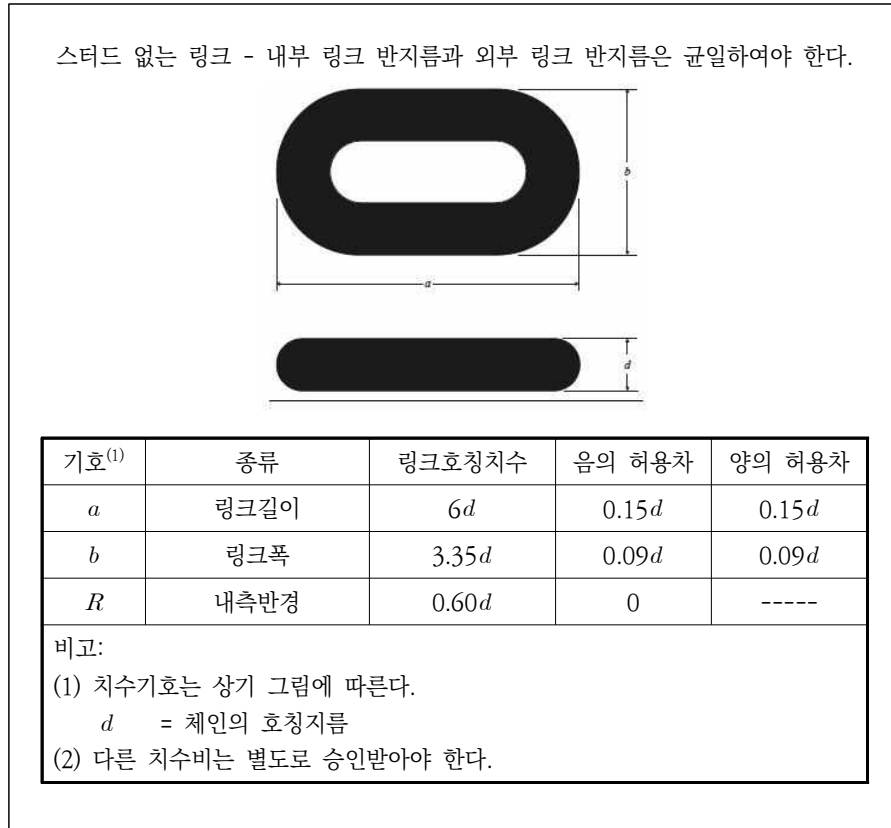 스터드 없는 링크 - 내부 링크 반지름과 외부 링크 반지름은 균일하여야 한다.
b
a
d
기호(1) 종류 링크호칭치수 음의 허용차 양의 허용차
a 링크길이 6d 0.15d 0.15d
b 링크폭 3.35d 0.09d 0.09d
R 내측반경 0.60d 0 -----
비고:
(1) 치수기호는 상기 그림에 따른다.
d = 체인의 호칭지름
(2) 다른 치수비는 별도로 승인받아야 한다.